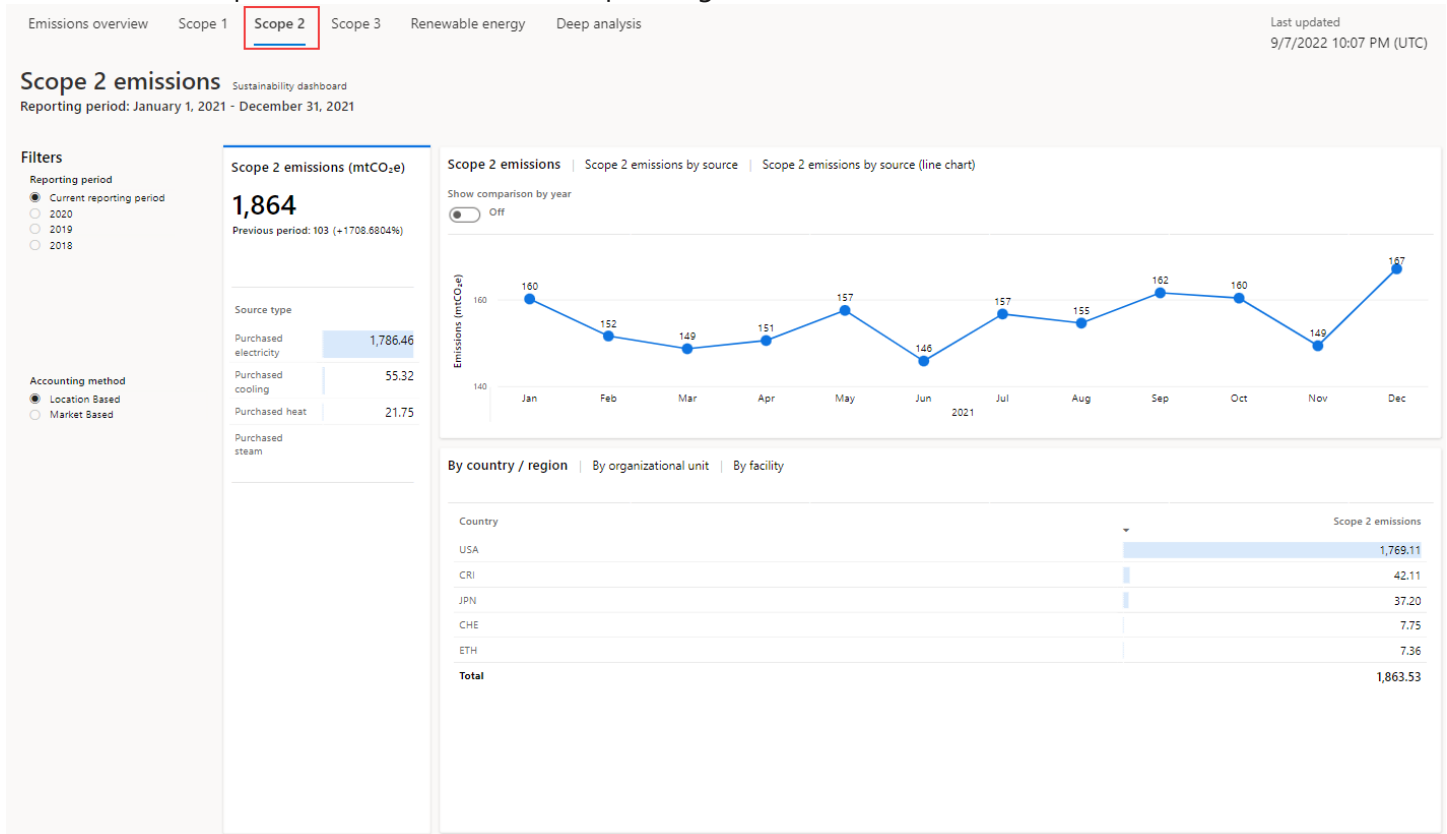 Emissions overview Scope 1 Scope 2 Scope 3 Renewable energy Deep analysis
Last updated
9/7/2022 10:07 PM (UTC)
Scope 2 emissions Sustainability dashboard
Reporting period: January 1, 2021 - December 31, 2021
Filters
Reporting period
Current reporting period
2020
2019
2018
Accounting method
Location Based
Market Based
Scope 2 emissions (mtCO₂e)
1,864
Previous period: 103 (+1708.6804%)
Source type
Purchased
electricity
1,786.46
Purchased
cooling
55.32
Purchased heat 21.75
Purchased
steam
Scope 2 emissions | Scope 2 emissions by source | Scope 2 emissions by source (line chart)
Show comparison by year
Off
Emissions (mtCO₂e)
160
140
160 152 149 151 157 146 157 155 162 160 149 167
Jan Feb Mar Apr May Jun Jul Aug Sep Oct Nov Dec
2021
By country / region | By organizational unit | By facility
Country Scope 2 emissions
USA 1,769.11
CRI 42.11
JPN 37.20
CHE 7.75
ETH 7.36
Total 1,863.53